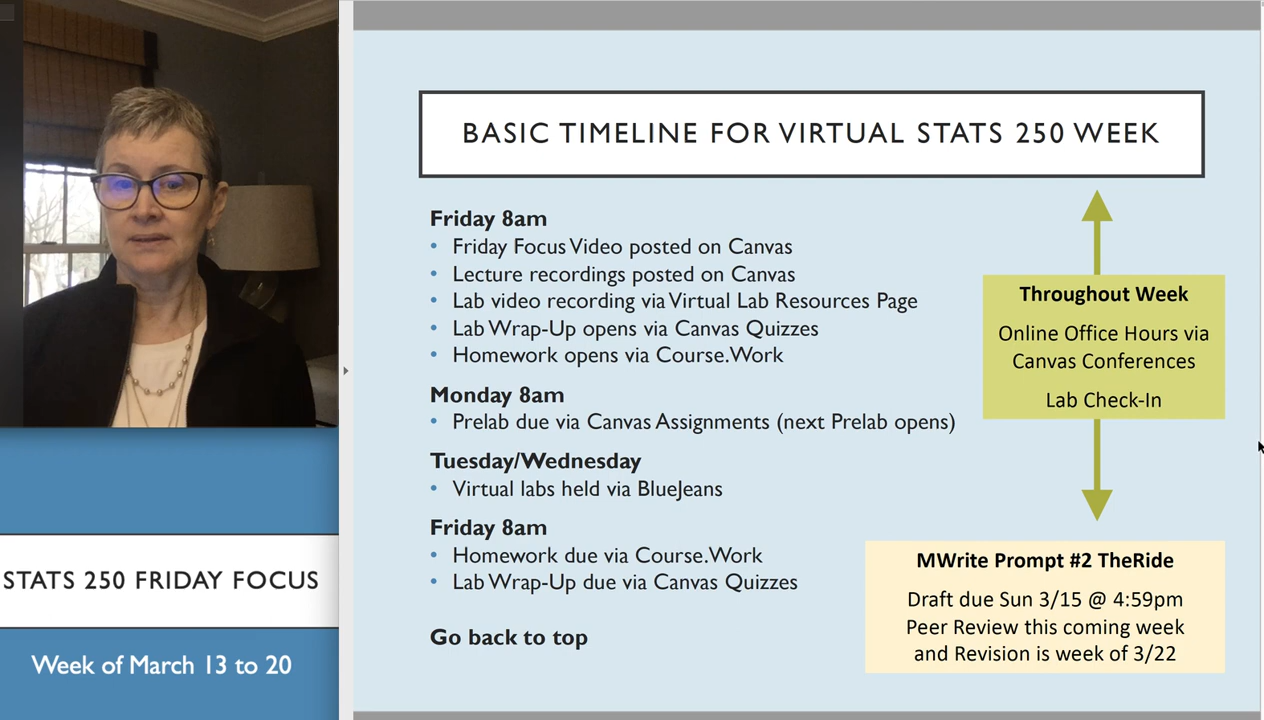 BASIC TIMELINE FOR VIRTUAL STATS 250 WEEK
Friday 8am
• Friday Focus Video posted on Canvas
• Lecture recordings posted on Canvas
• Lab video recording via Virtual Lab Resources Page
• Lab Wrap-Up opens via Canvas Quizzes
• Homework opens via Course.Work
Monday 8am
• Prelab due via Canvas Assignments (next Prelab opens)
Tuesday/Wednesday
• Virtual labs held via BlueJeans
Friday 8am
• Homework due via Course.Work
• Lab Wrap-Up due via Canvas Quizzes
Go back to top
Throughout Week
Online Office Hours via
Canvas Conferences
Lab Check-In
MWrite Prompt #2 TheRide
Draft due Sun 3/15 @ 4:59pm
Peer Review this coming week
and Revision is week of 3/22
STATS 250 FRIDAY FOCUS
Week of March 13 to 20